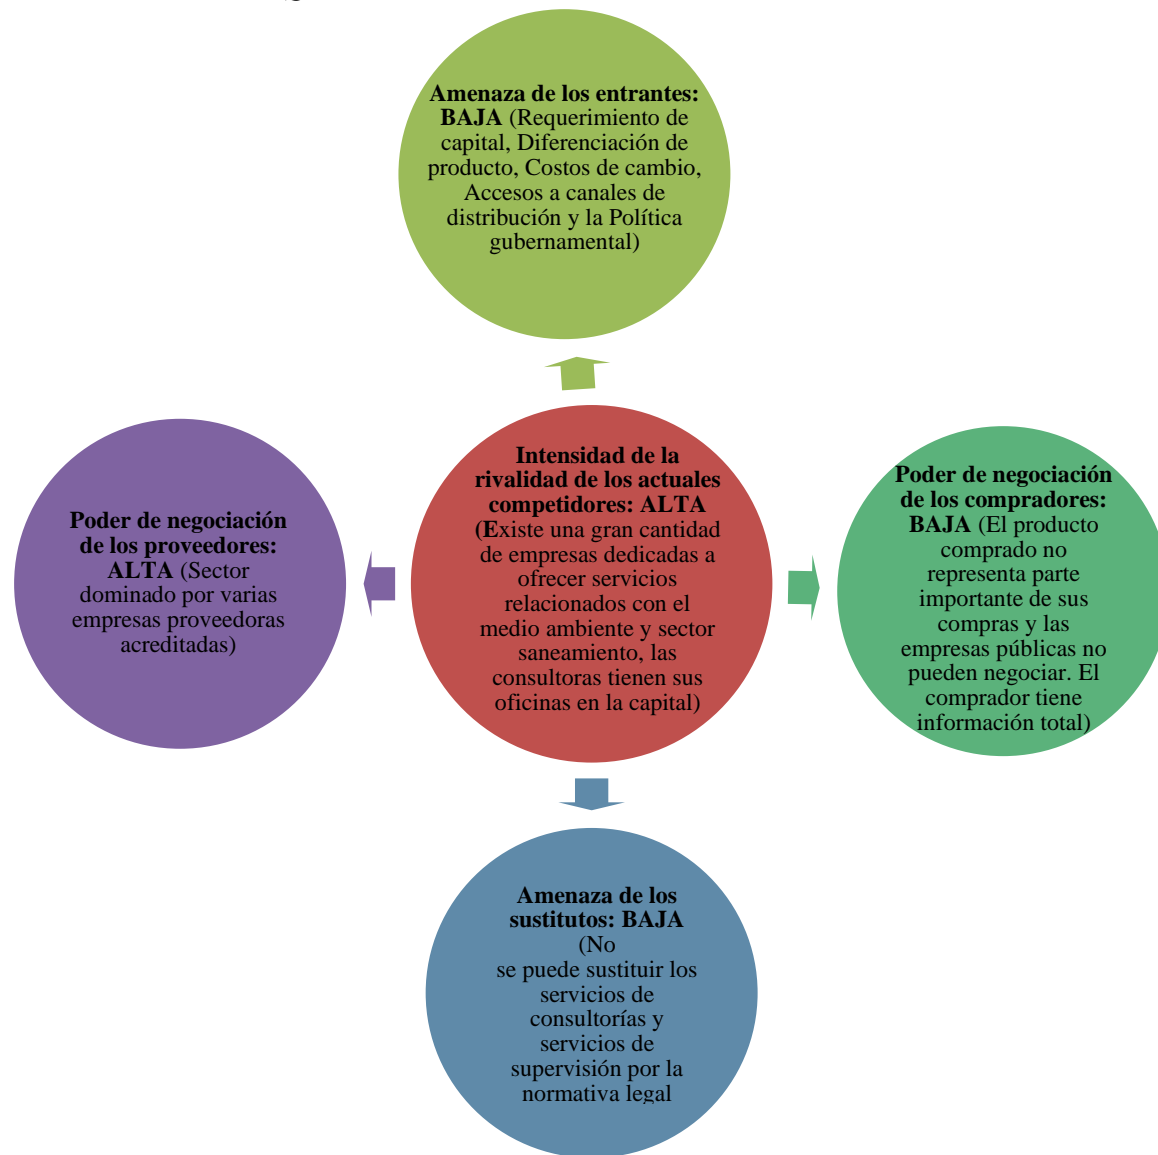 Amenaza de los entrantes:
BAJA (Requerimiento de
capital, Diferenciación de
producto, Costos de cambio,
Accesos a canales de
distribución y la Política
gubernamental)
Poder de negociación
de los proveedores:
ALTA (Sector
dominado por varias
empresas proveedoras
acreditadas)
Intensidad de la
rivalidad de los actuales
competidores: ALTA
(Existe una gran cantidad
de empresas dedicadas a
ofrecer servicios
relacionados con el
medio ambiente y sector
saneamiento, las
consultoras tienen sus
oficinas en la capital)
Poder de negociación
de los compradores:
BAJA (El producto
comprado no
representa parte
importante de sus
compras y las
empresas públicas no
pueden negociar. El
comprador tiene
información total)
Amenaza de los
sustitutos: BAJA
(No
se puede sustituir los
servicios de
consultorías y
servicios de
supervisión por la
normativa legal